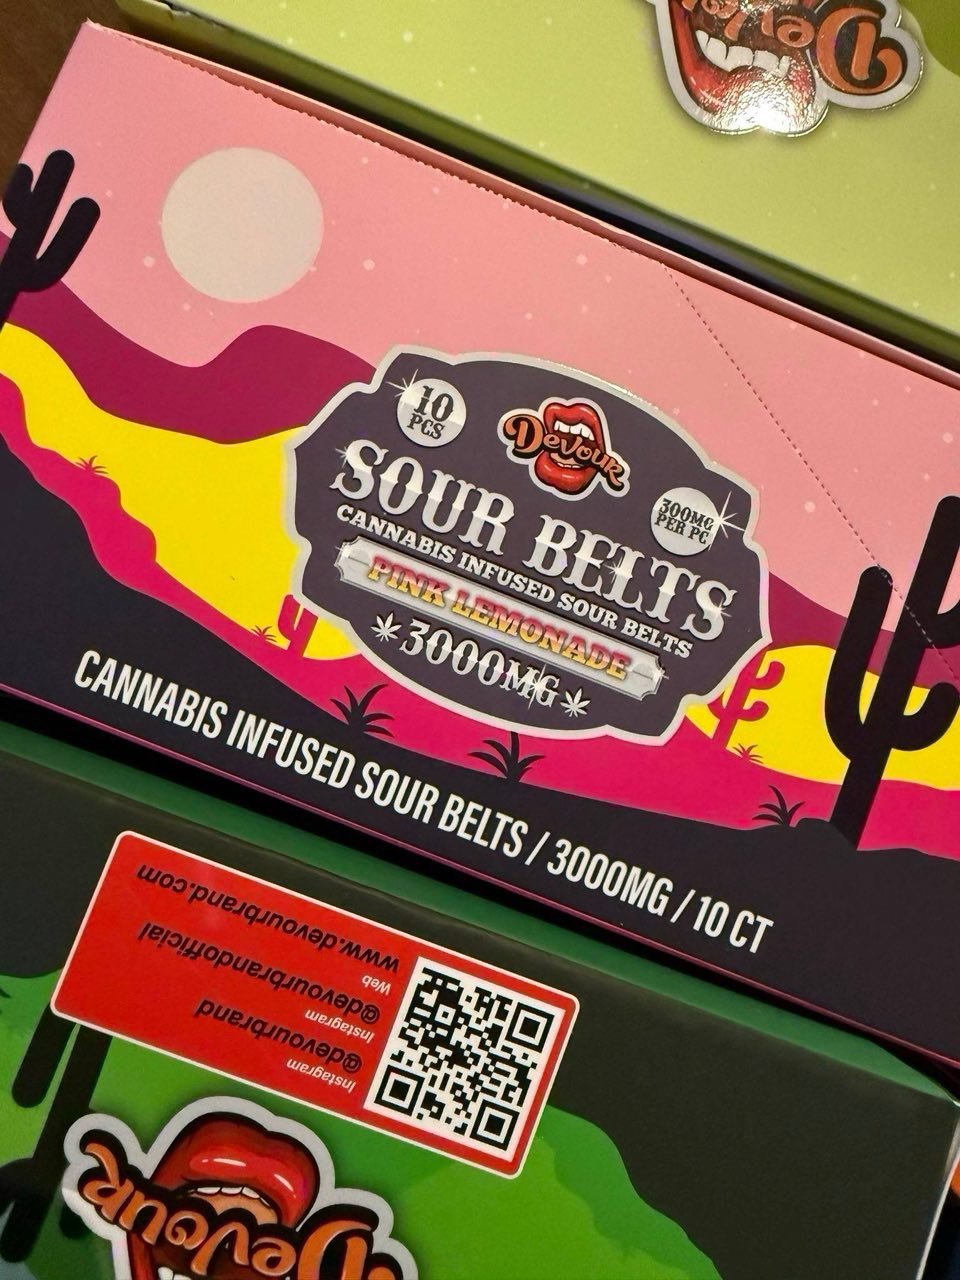 Devour
10
PCS
Devour
300MG
PER PC
SOUR BELTS
CANNABIS INFUSED SOUR BELTS
PINK LEMONADE
3000MG
CANNABIS INFUSED SOUR BELTS / 3000MG / 10 CT
Instagram
@devourbrand
Instagram
@devourbrandofficial
Web
www.devourbrand.com
Devour